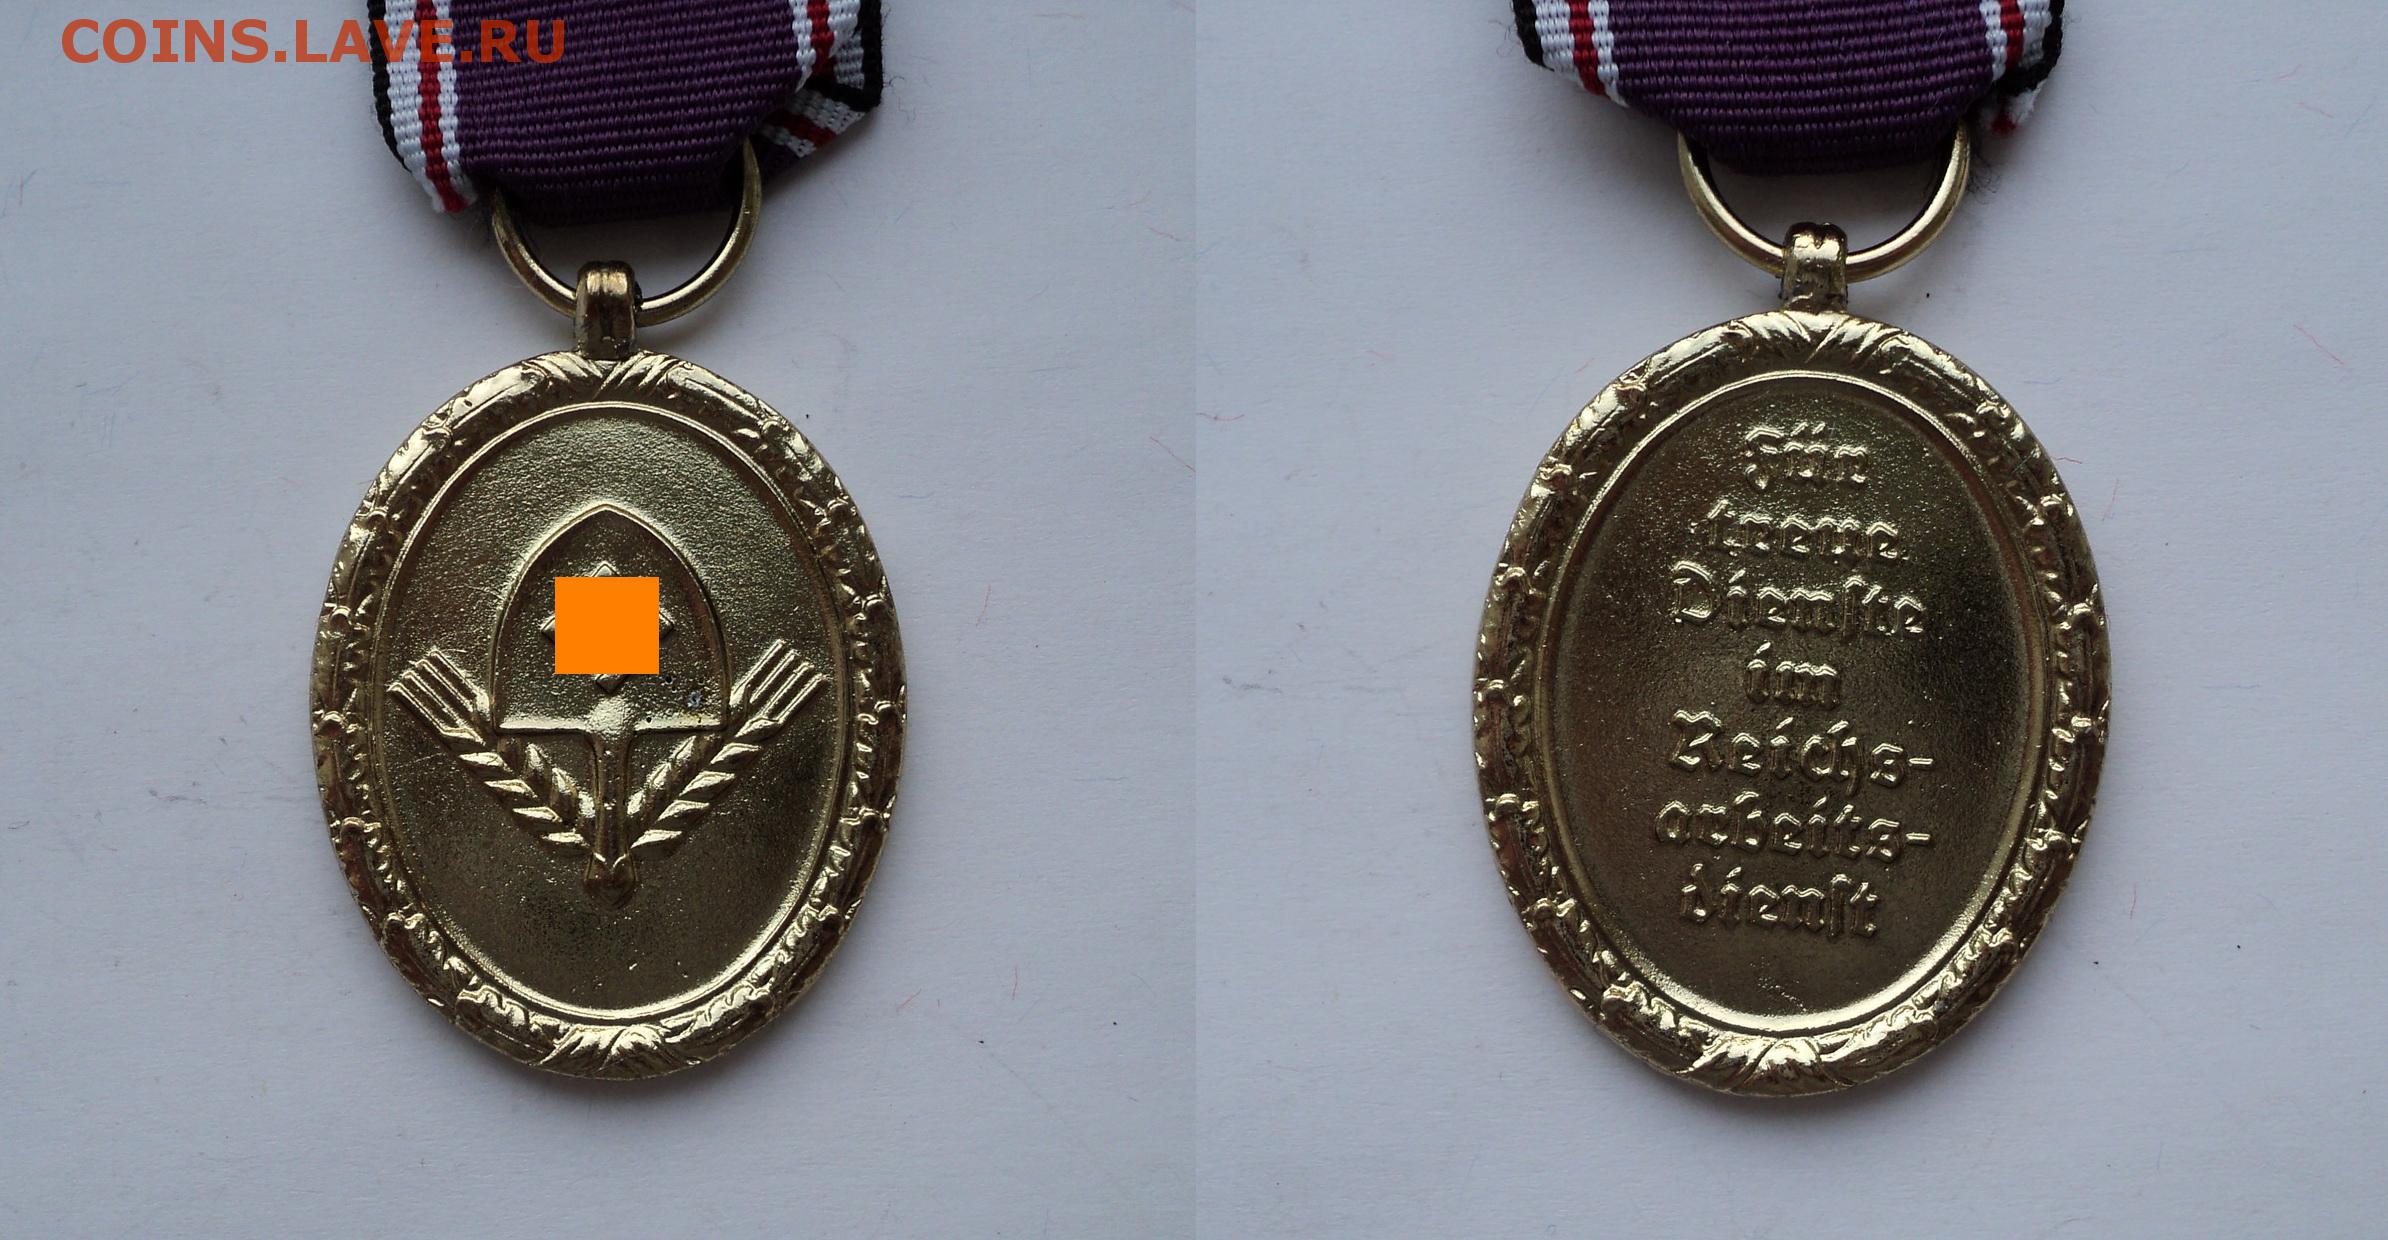 COINS.LAVE.RU
Für
treue
Dienste
im
Reichs-
arbeits-
dienst